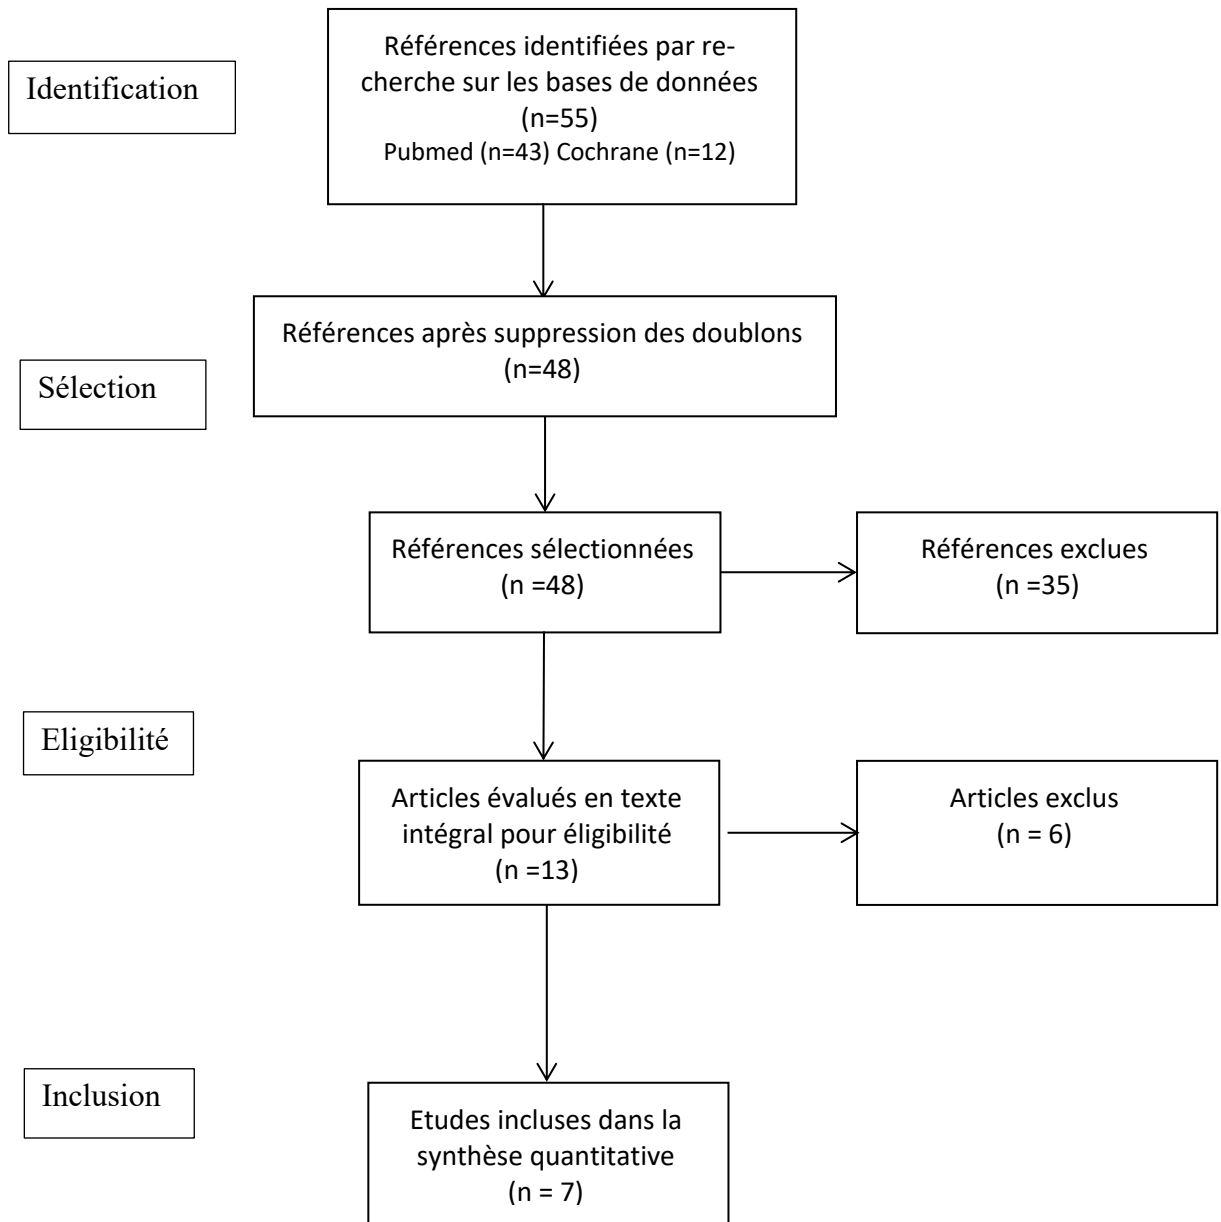 Identification
Références identifiées par re-
cherche sur les bases de données
(n=55)
Pubmed (n=43) Cochrane (n=12)
Sélection
Références après suppression des doublons
(n=48)
Références sélectionnées
(n =48)
Références exclues
(n =35)
Eligibilité
Articles évalués en texte
intégral pour éligibilité
(n =13)
Articles exclus
(n = 6)
Inclusion
Etudes incluses dans la
synthèse quantitative
(n = 7)